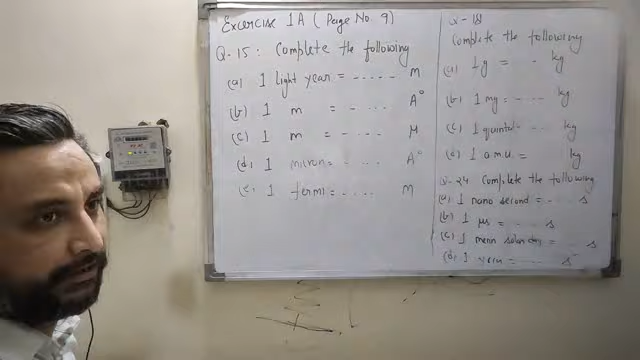 Exercise 1A (Page No. 9)
Q-15: Complete the following
(a) 1 light year = ..... M
(b) 1 m = ..... A°
(c) 1 m = ..... μ
(d) 1 micron = ..... A°
(e) 1 fermi = ..... M
Q-18
Complete the following
(a) 1g = .. kg
(b) 1 mg = ... kg
(c) 1 quintal = ... kg
(d) 1 a.m.u. = kg
Q-24 Complete the following
(a) 1 nano second = .. s
(b) 1 μs = .... s
(c) 1 mean solar day = s
(d) 1 year = ..... s